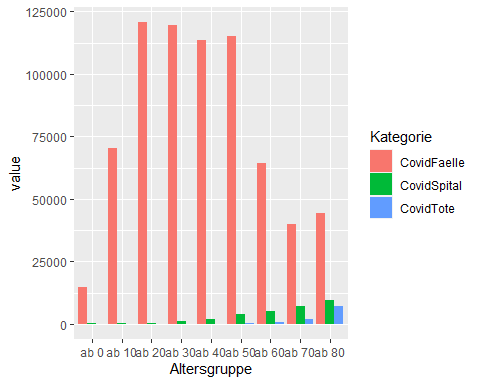 125000
100000
75000
50000
25000
0
value
ab 0 ab 10 ab 20 ab 30 ab 40 ab 50 ab 60 ab 70 ab 80
Altersgruppe
Kategorie
CovidFaelle
CovidSpital
CovidTote